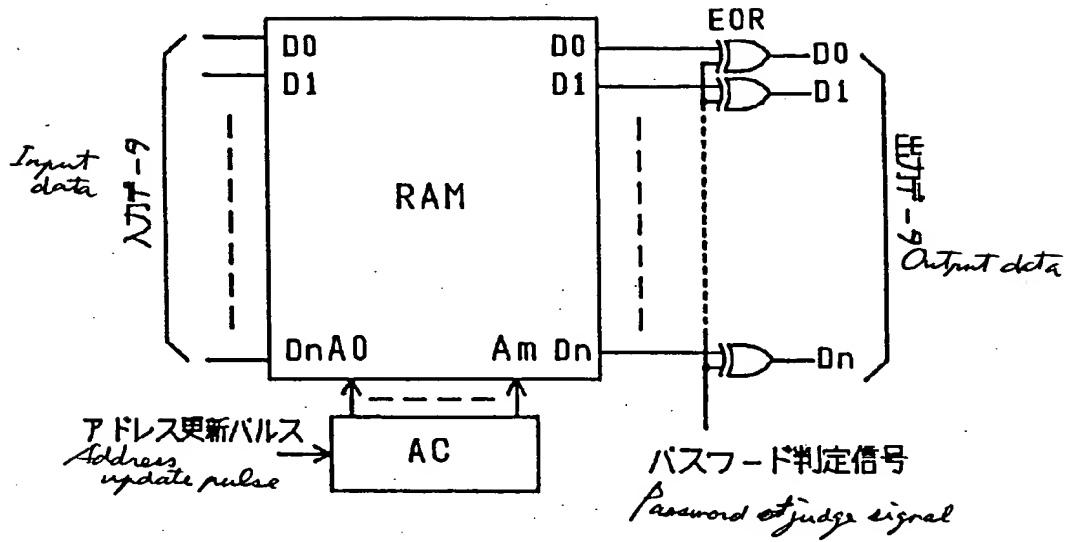 EOR
D0 D0 D0
D1 D1 D1
Input data
入力データ
RAM
出力データ
Output data
Dn A0 Am Dn Dn
アドレス更新パルス
Address update pulse
AC
パスワード判定信号
Password judge signal